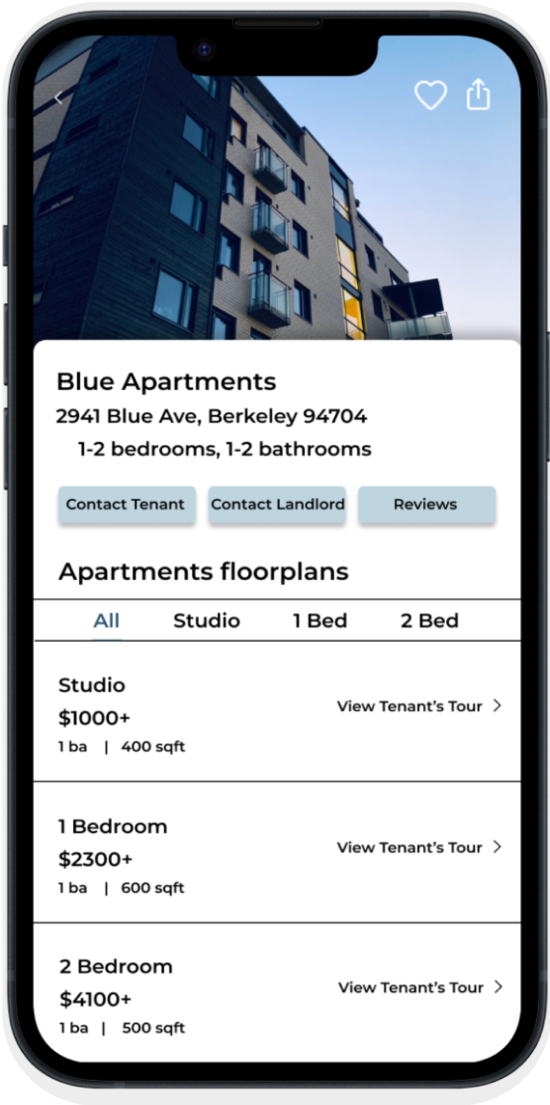 Blue Apartments
2941 Blue Ave, Berkeley 94704
1-2 bedrooms, 1-2 bathrooms
Contact Tenant Contact Landlord Reviews
Apartments floorplans
All Studio 1 Bed 2 Bed
Studio
$1000+
View Tenant's Tour >
1 ba | 400 sqft
1 Bedroom
$2300+
View Tenant's Tour >
1 ba | 600 sqft
2 Bedroom
$4100+
View Tenant's Tour >
1 ba | 500 sqft